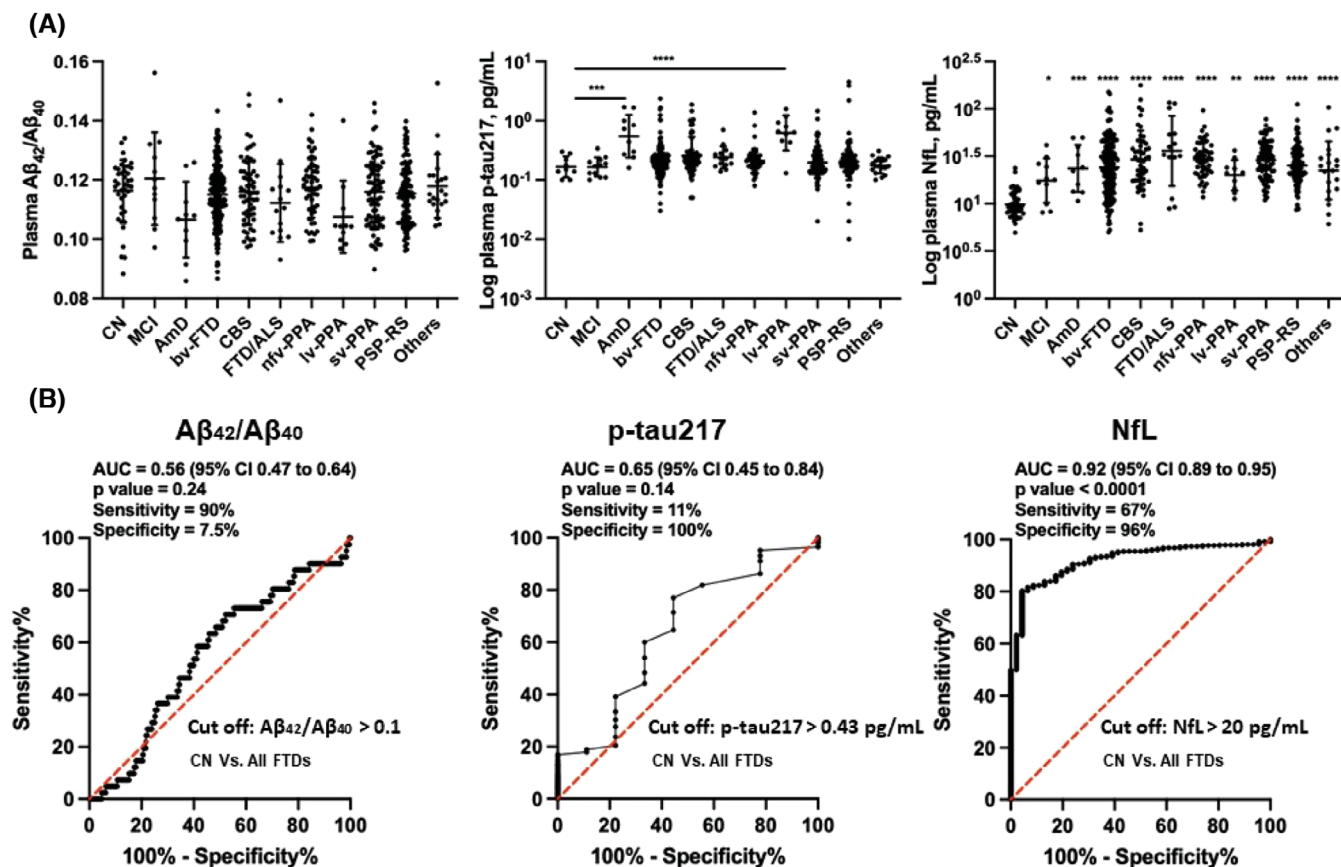 (A)
Plasma Aβ42/Aβ40
0.16
0.14
0.12
0.10
0.08
CN
MCI
AmD
bv-FTD
CBS
FTD/ALS
nfv-PPA
lv-PPA
sv-PPA
PSP-RS
Others
Log plasma p-tau217, pg/mL
10^1
10^0
10^-1
10^-2
10^-3
***
****
CN
MCI
AmD
bv-FTD
CBS
FTD/ALS
nfv-PPA
lv-PPA
sv-PPA
PSP-RS
Others
Log plasma NfL, pg/mL
10^2.5
10^2
10^1.5
10^1
10^0.5
10^0
* *** **** **** **** **** ** **** **** ****
CN
MCI
AmD
bv-FTD
CBS
FTD/ALS
nfv-PPA
lv-PPA
sv-PPA
PSP-RS
Others
(B)
Aβ42/Aβ40
AUC = 0.56 (95% CI 0.47 to 0.64)
p value = 0.24
Sensitivity = 90%
Specificity = 7.5%
Sensitivity%
100
80
60
40
20
0
Cut off: Aβ42/Aβ40 > 0.1
CN Vs. All FTDs
0 20 40 60 80 100
100% - Specificity%
p-tau217
AUC = 0.65 (95% CI 0.45 to 0.84)
p value = 0.14
Sensitivity = 11%
Specificity = 100%
Sensitivity%
100
80
60
40
20
0
Cut off: p-tau217 > 0.43 pg/mL
CN Vs. All FTDs
0 20 40 60 80 100
100% - Specificity%
NfL
AUC = 0.92 (95% CI 0.89 to 0.95)
p value < 0.0001
Sensitivity = 67%
Specificity = 96%
Sensitivity%
100
80
60
40
20
0
Cut off: NfL > 20 pg/mL
CN Vs. All FTDs
0 20 40 60 80 100
100% - Specificity%